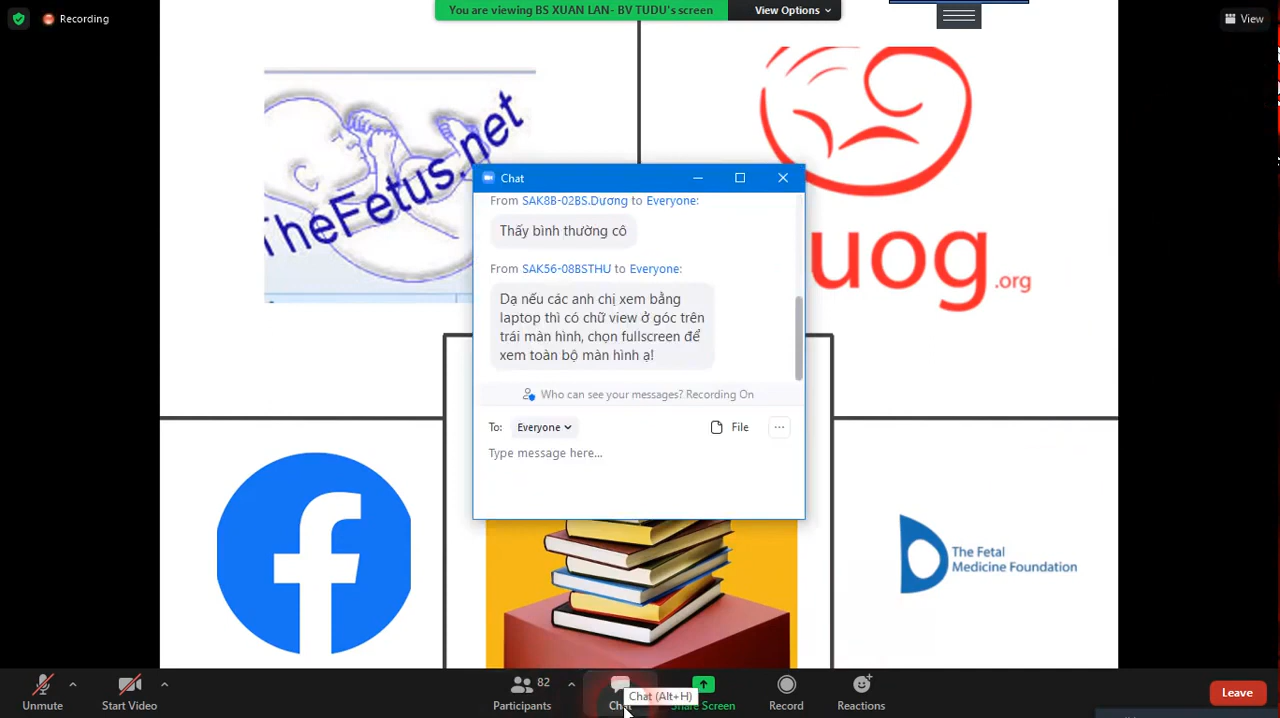 Recording
You are viewing BS XUAN LAN- BV TUDU's screen
View Options
View
TheFetus.net
uog.org
Chat
From SAK8B-02BS.Dương to Everyone:
Thấy bình thường cô
From SAK56-08BSTHU to Everyone:
Dạ nếu các anh chị xem bằng
laptop thì có chữ view ở góc trên
trái màn hình, chọn fullscreen để
xem toàn bộ màn hình ạ!
Who can see your messages? Recording On
To: Everyone
File
Type message here...
The Fetal
Medicine Foundation
Unmute
Start Video
82
Participants
Chat
Chat (Alt+H)
Share Screen
Record
Reactions
Leave